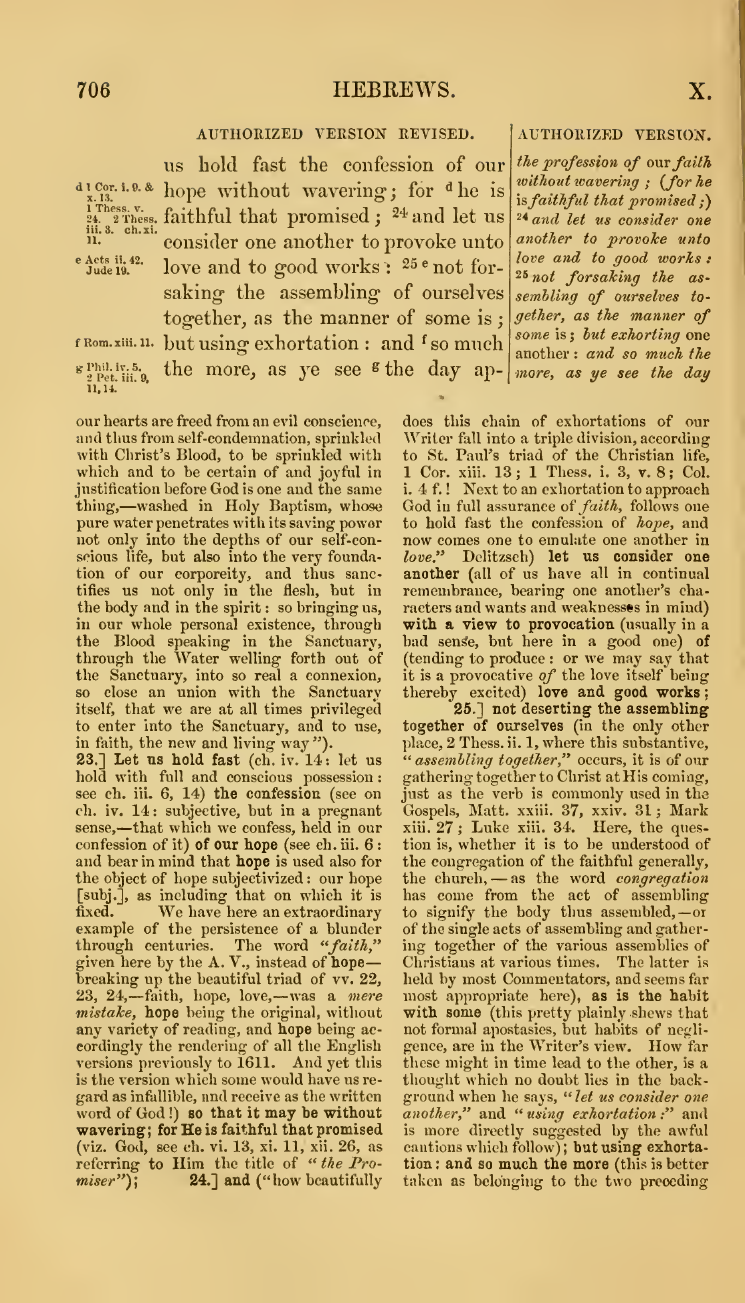 706
HEBREWS.
X.
AUTHORIZED VERSION REVISED.
us hold fast the confession of our
d 1 Cor. i. 9. &
x. 13.
1 Thess. v.
24. 2 Thess.
iii. 3. ch. xi.
11.
hope without wavering; for d he is
faithful that promised; 24 and let us
consider one another to provoke unto
e Acts ii. 42.
Jude 19.
love and to good works: 25 e not for-
saking the assembling of ourselves
together, as the manner of some is;
f Rom. xiii. 11.
but using exhortation: and f so much
g Phil. iv. 5.
2 Pet. iii. 9,
11, 14.
the more, as ye see g the day ap-
AUTHORIZED VERSION.
the profession of our faith
without wavering; (for he
is faithful that promised;)
24 and let us consider one
another to provoke unto
love and to good works:
25 not forsaking the as-
sembling of ourselves to-
gether, as the manner of
some is; but exhorting one
another: and so much the
more, as ye see the day
our hearts are freed from an evil conscience,
and thus from self-condemnation, sprinkled
with Christ's Blood, to be sprinkled with
which and to be certain of and joyful in
justification before God is one and the same
thing,—washed in Holy Baptism, whose
pure water penetrates with its saving power
not only into the depths of our self-con-
scious life, but also into the very founda-
tion of our corporeity, and thus sanc-
tifies us not only in the flesh, but in
the body and in the spirit: so bringing us,
in our whole personal existence, through
the Blood speaking in the Sanctuary,
through the Water welling forth out of
the Sanctuary, into so real a connexion,
so close an union with the Sanctuary
itself, that we are at all times privileged
to enter into the Sanctuary, and to use,
in faith, the new and living way").
23.] Let us hold fast (ch. iv. 14: let us
hold with full and conscious possession:
see ch. iii. 6, 14) the confession (see on
ch. iv. 14: subjective, but in a pregnant
sense,—that which we confess, held in our
confession of it) of our hope (see ch. iii. 6:
and bear in mind that hope is used also for
the object of hope subjectivized: our hope
[subj.], as including that on which it is
fixed. We have here an extraordinary
example of the persistence of a blunder
through centuries. The word "faith,"
given here by the A. V., instead of hope—
breaking up the beautiful triad of vv. 22,
23, 24,—faith, hope, love,—was a mere
mistake, hope being the original, without
any variety of reading, and hope being ac-
cordingly the rendering of all the English
versions previously to 1611. And yet this
is the version which some would have us re-
gard as infallible, and receive as the written
word of God!) so that it may be without
wavering; for He is faithful that promised
(viz. God, see ch. vi. 13, xi. 11, xii. 26, as
referring to Him the title of "the Pro-
miser"); 24.] and ("how beautifully
does this chain of exhortations of our
Writer fall into a triple division, according
to St. Paul's triad of the Christian life,
1 Cor. xiii. 13; 1 Thess. i. 3, v. 8; Col.
i. 4 f.! Next to an exhortation to approach
God in full assurance of faith, follows one
to hold fast the confession of hope, and
now comes one to emulate one another in
love." Delitzsch) let us consider one
another (all of us have all in continual
remembrance, bearing one another's cha-
racters and wants and weaknesses in mind)
with a view to provocation (usually in a
bad sense, but here in a good one) of
(tending to produce: or we may say that
it is a provocative of the love itself being
thereby excited) love and good works;
25.] not deserting the assembling
together of ourselves (in the only other
place, 2 Thess. ii. 1, where this substantive,
"assembling together," occurs, it is of our
gathering together to Christ at His coming,
just as the verb is commonly used in the
Gospels, Matt. xxiii. 37, xxiv. 31; Mark
xiii. 27; Luke xiii. 34. Here, the ques-
tion is, whether it is to be understood of
the congregation of the faithful generally,
the church,—as the word congregation
has come from the act of assembling
to signify the body thus assembled,—or
of the single acts of assembling and gather-
ing together of the various assemblies of
Christians at various times. The latter is
held by most Commentators, and seems far
most appropriate here), as is the habit
with some (this pretty plainly shews that
not formal apostasies, but habits of negli-
gence, are in the Writer's view. How far
these might in time lead to the other, is a
thought which no doubt lies in the back-
ground when he says, "let us consider one
another," and "using exhortation:" and
is more directly suggested by the awful
cautions which follow); but using exhorta-
tion: and so much the more (this is better
taken as belonging to the two preceding